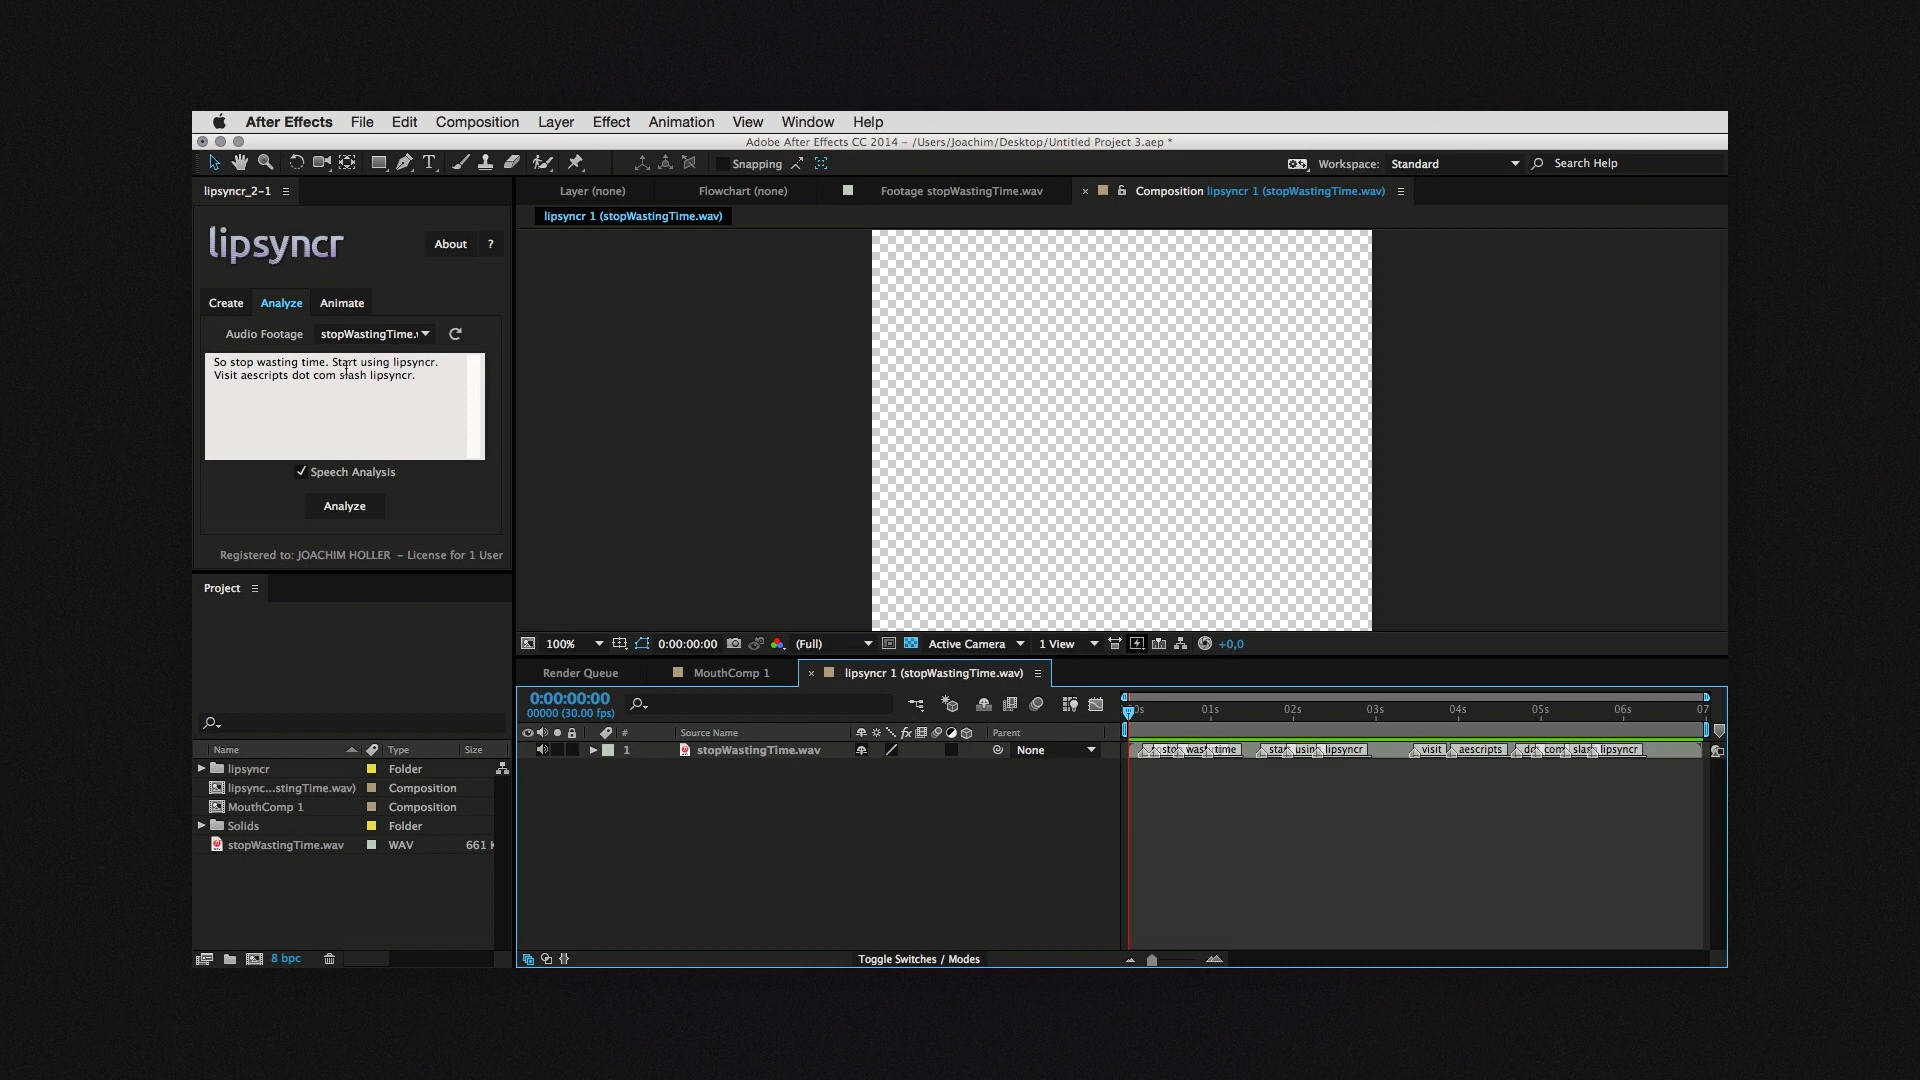 After Effects File Edit Composition Layer Effect Animation View Window Help
Adobe After Effects CC 2014 – /Users/Joachim/Desktop/Untitled Project 3.aep *
Snapping
Workspace: Standard
Search Help
lipsyncr_2-1
Layer (none)
Flowchart (none)
Footage stopWastingTime.wav
Composition lipsyncr 1 (stopWastingTime.wav)
lipsyncr 1 (stopWastingTime.wav)
lipsyncr
About
?
Create Analyze Animate
Audio Footage stopWastingTime.
So stop wasting time. Start using lipsyncr.
Visit aescripts dot com slash lipsyncr.
Speech Analysis
Analyze
Registered to: JOACHIM HOLLER – License for 1 User
Project
100%
0:00:00:00
(Full)
Active Camera
1 View
+0,0
Render Queue
MouthComp 1
lipsyncr 1 (stopWastingTime.wav)
0:00:00:00
00000 (30.00 fps)
0s 01s 02s 03s 04s 05s 06s 07
# Source Name Parent
1 stopWastingTime.wav None
time lipsyncr visit aescripts com lipsyncr
Name Type Size
lipsyncr Folder
lipsync...stingTime.wav) Composition
MouthComp 1 Composition
Solids Folder
stopWastingTime.wav WAV 661
8 bpc
Toggle Switches / Modes